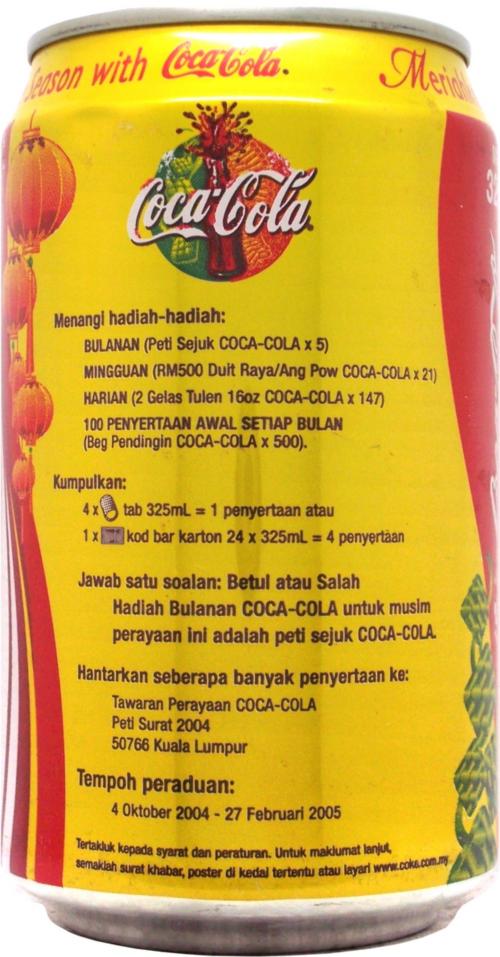 Season with Coca-Cola.
Coca-Cola
Menangi hadiah-hadiah:
BULANAN (Peti Sejuk COCA-COLA x 5)
MINGGUAN (RM500 Duit Raya/Ang Pow COCA-COLA x 21)
HARIAN (2 Gelas Tulen 16oz COCA-COLA x 147)
100 PENYERTAAN AWAL SETIAP BULAN
(Beg Pendingin COCA-COLA x 500).
Kumpulkan:
4 x tab 325mL = 1 penyertaan atau
1 x kod bar karton 24 x 325mL = 4 penyertaan
Jawab satu soalan: Betul atau Salah
Hadiah Bulanan COCA-COLA untuk musim
perayaan ini adalah peti sejuk COCA-COLA.
Hantarkan seberapa banyak penyertaan ke:
Tawaran Perayaan COCA-COLA
Peti Surat 2004
50766 Kuala Lumpur
Tempoh peraduan:
4 Oktober 2004 - 27 Februari 2005
Tertakluk kepada syarat dan peraturan. Untuk maklumat lanjut,
semaklah surat khabar, poster di kedai tertentu atau layari www.coke.com.my